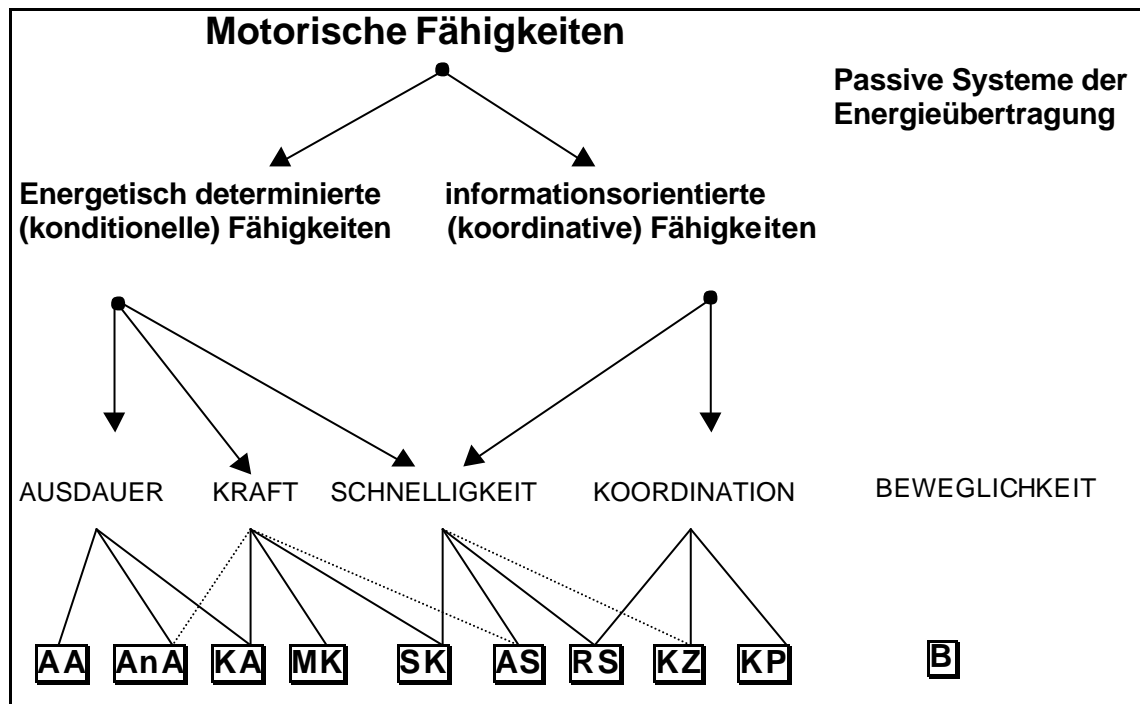 Motorische Fähigkeiten
Passive Systeme der
Energieübertragung
Energetisch determinierte
(konditionelle) Fähigkeiten
informationsorientierte
(koordinative) Fähigkeiten
AUSDAUER
KRAFT
SCHNELLIGKEIT
KOORDINATION
BEWEGLICHKEIT
AA
AnA
KA
MK
SK
AS
RS
KZ
KP
B